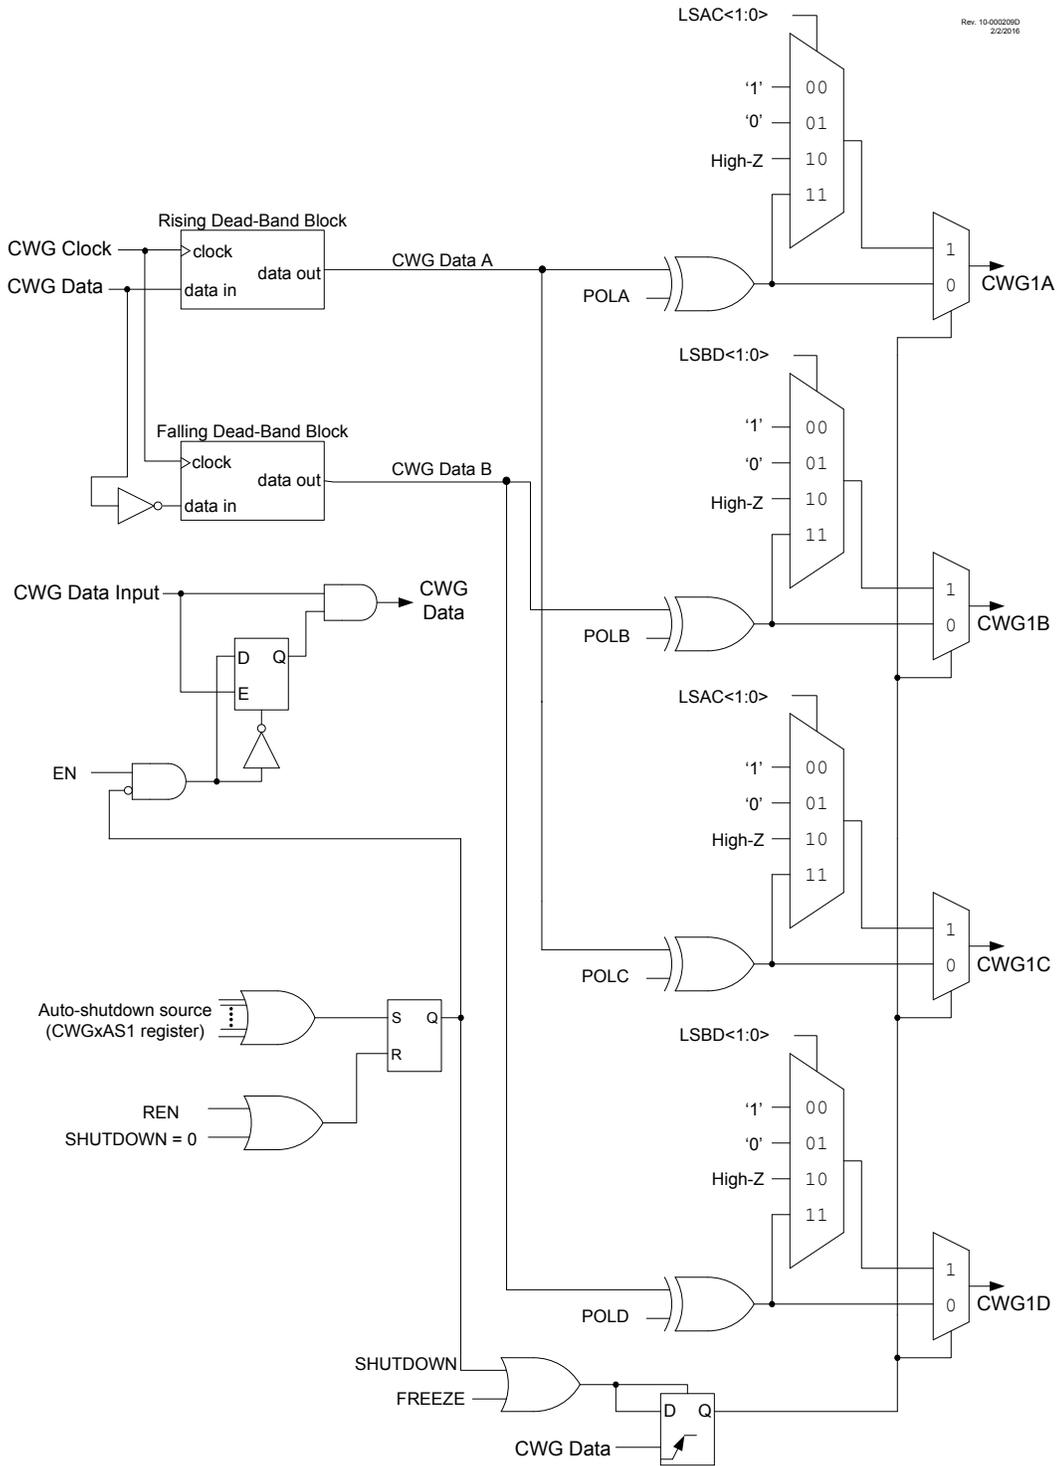 LSAC<1:0>
Rev. 10-000209D
2/2/2016
‘1’
00
‘0’
01
High-Z
10
11
Rising Dead-Band Block
CWG Clock
clock
data out
CWG Data
data in
CWG Data A
POLA
1
0
CWG1A
LSBD<1:0>
‘1’
00
‘0’
01
High-Z
10
11
Falling Dead-Band Block
clock
data out
data in
CWG Data B
POLB
1
0
CWG1B
CWG Data Input
CWG
Data
D
Q
E
EN
LSAC<1:0>
‘1’
00
‘0’
01
High-Z
10
11
POLC
1
0
CWG1C
Auto-shutdown source
(CWGxAS1 register)
S
Q
R
REN
SHUTDOWN = 0
LSBD<1:0>
‘1’
00
‘0’
01
High-Z
10
11
POLD
1
0
CWG1D
SHUTDOWN
FREEZE
D
Q
CWG Data